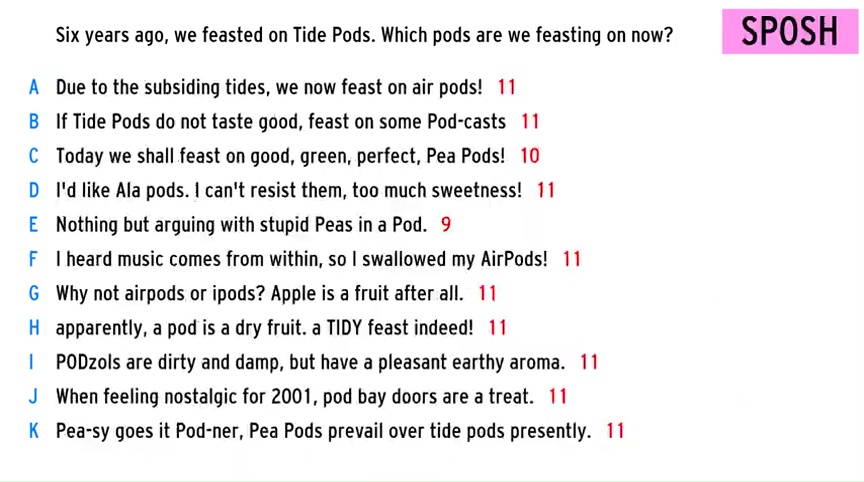 Six years ago, we feasted on Tide Pods. Which pods are we feasting on now?
SPOSH
A Due to the subsiding tides, we now feast on air pods! 11
B If Tide Pods do not taste good, feast on some Pod-casts 11
C Today we shall feast on good, green, perfect, Pea Pods! 10
D I'd like Ala pods. I can't resist them, too much sweetness! 11
E Nothing but arguing with stupid Peas in a Pod. 9
F I heard music comes from within, so I swallowed my AirPods! 11
G Why not airpods or ipods? Apple is a fruit after all. 11
H apparently, a pod is a dry fruit. a TIDY feast indeed! 11
I PODzols are dirty and damp, but have a pleasant earthy aroma. 11
J When feeling nostalgic for 2001, pod bay doors are a treat. 11
K Pea-sy goes it Pod-ner, Pea Pods prevail over tide pods presently. 11